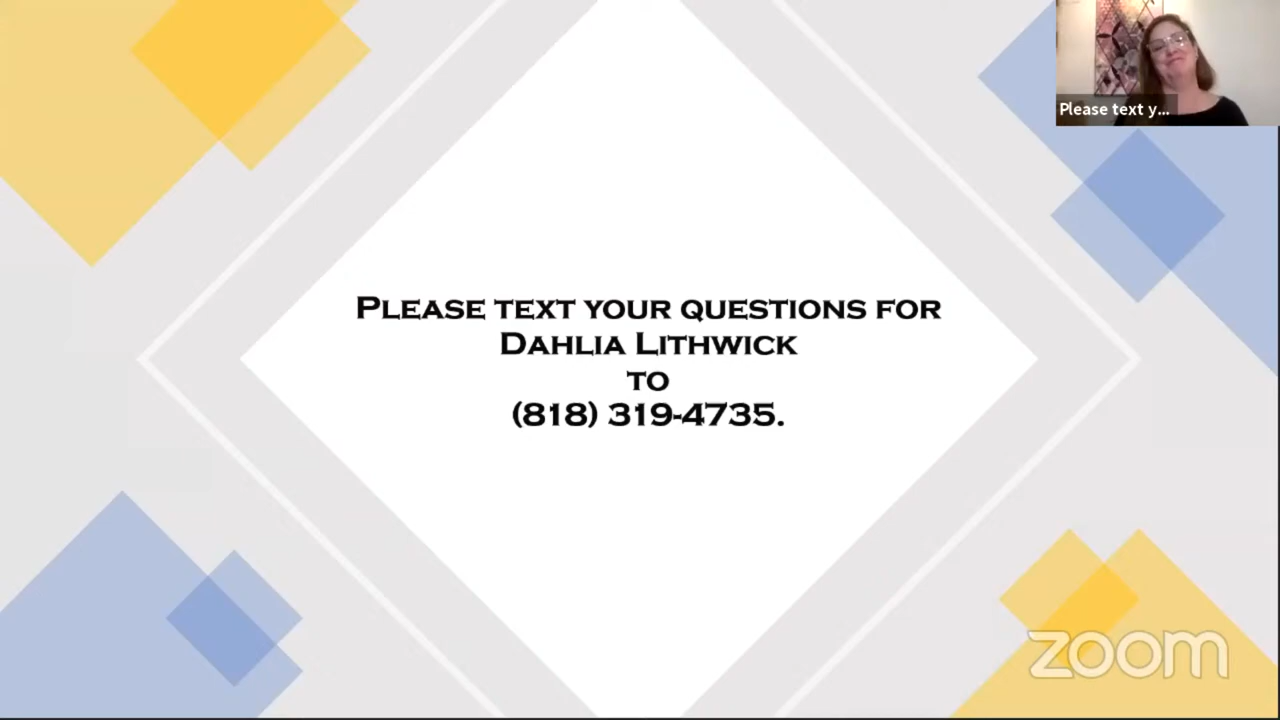 Please text y...
Please text your questions for
Dahlia Lithwick
to
(818) 319-4735.
zoom